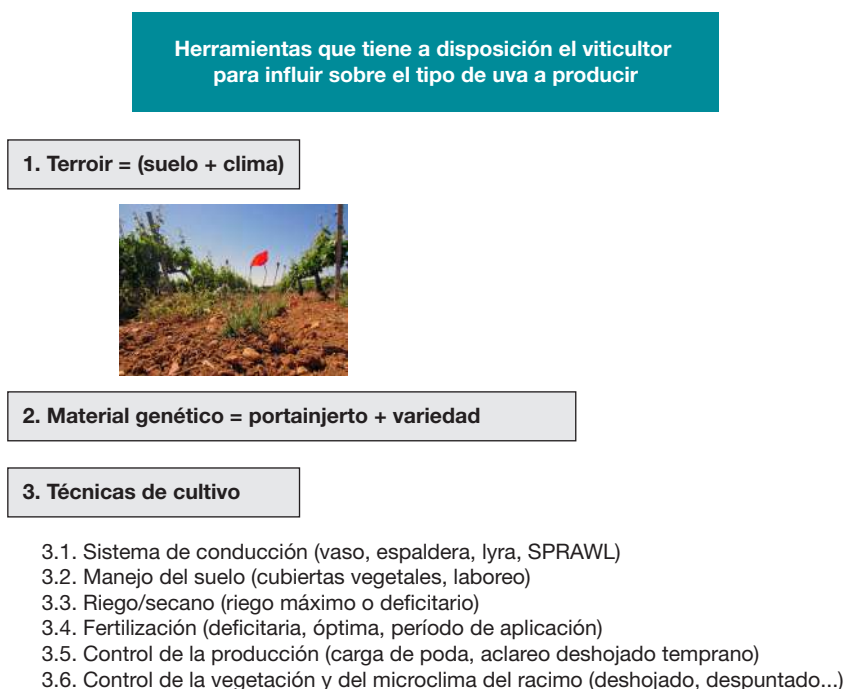 Herramientas que tiene a disposición el viticultor
para influir sobre el tipo de uva a producir
1. Terroir = (suelo + clima)
2. Material genético = portainjerto + variedad
3. Técnicas de cultivo
3.1. Sistema de conducción (vaso, espaldera, lyra, SPRAWL)
3.2. Manejo del suelo (cubiertas vegetales, laboreo)
3.3. Riego/secano (riego máximo o deficitario)
3.4. Fertilización (deficitaria, óptima, período de aplicación)
3.5. Control de la producción (carga de poda, aclareo deshojado temprano)
3.6. Control de la vegetación y del microclima del racimo (deshojado, despuntado...)